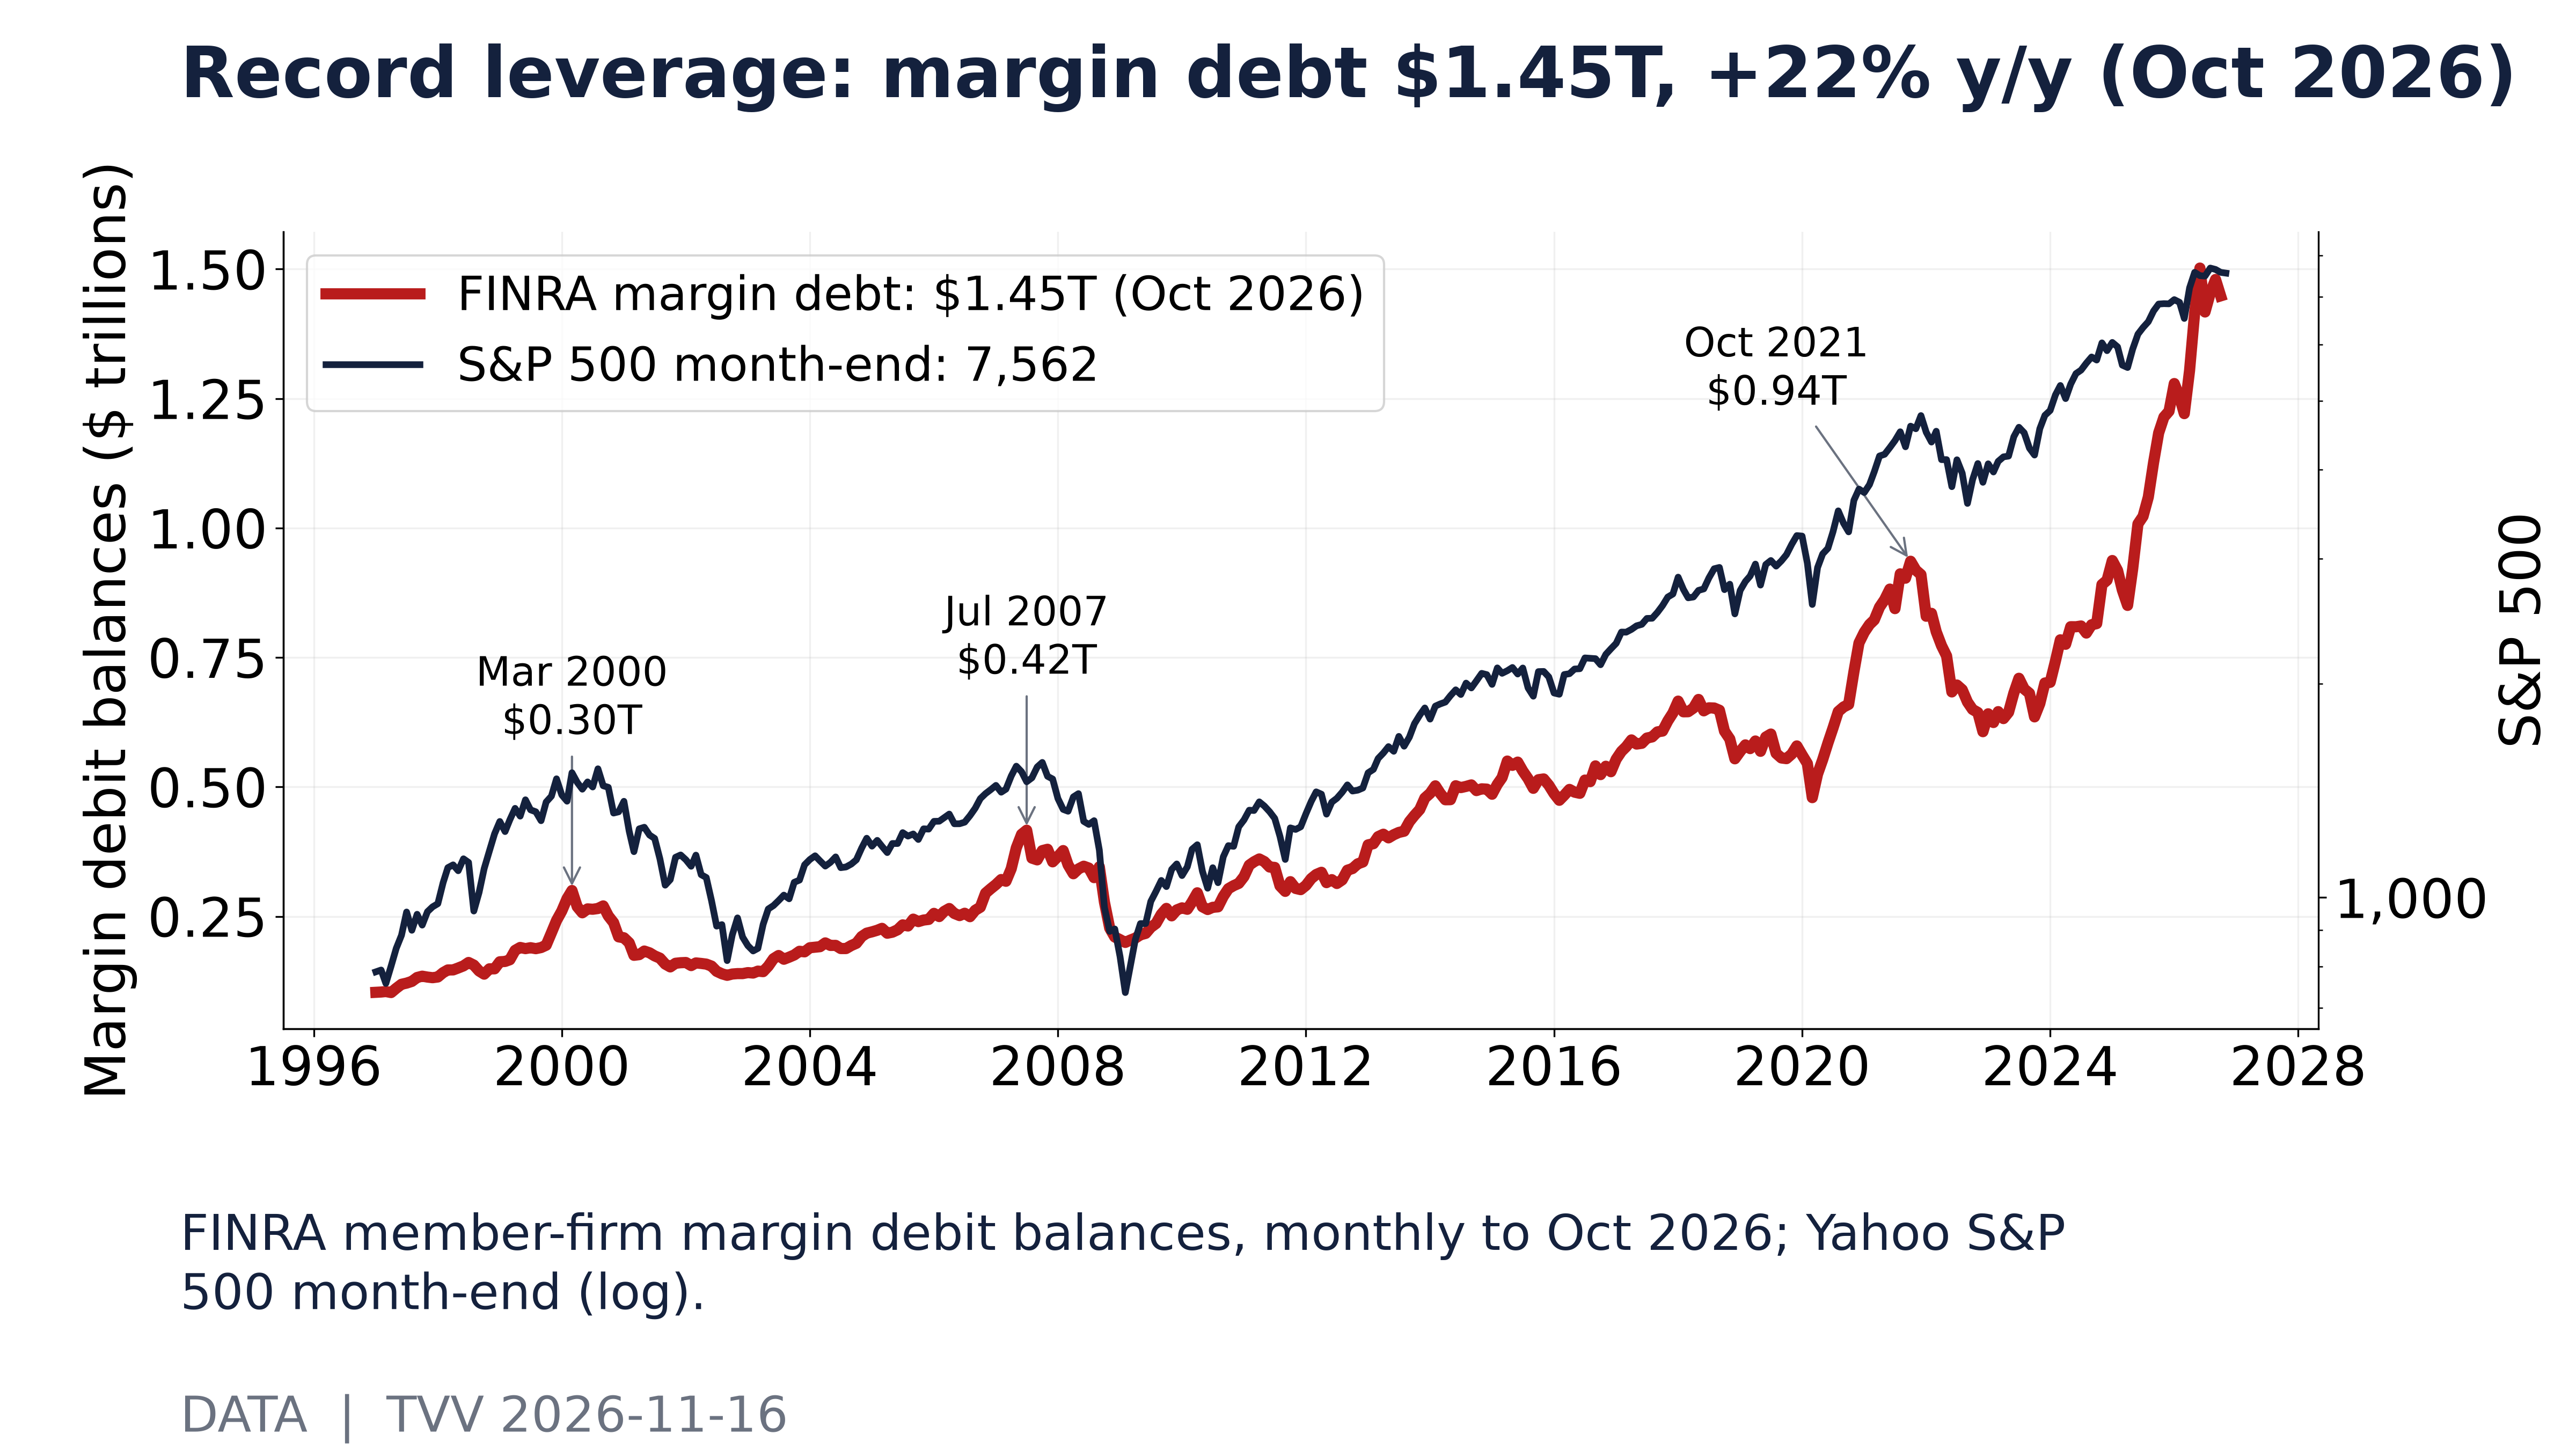 Record leverage: margin debt $1.45T, +22% y/y (Oct 2026)
Margin debit balances ($ trillions)
1.50
1.25
1.00
0.75
0.50
0.25
FINRA margin debt: $1.45T (Oct 2026)
S&P 500 month-end: 7,562
Mar 2000
$0.30T
Jul 2007
$0.42T
Oct 2021
$0.94T
1,000
S&P 500
1996 2000 2004 2008 2012 2016 2020 2024 2028
FINRA member-firm margin debit balances, monthly to Oct 2026; Yahoo S&P
500 month-end (log).
DATA | TVV 2026-11-16